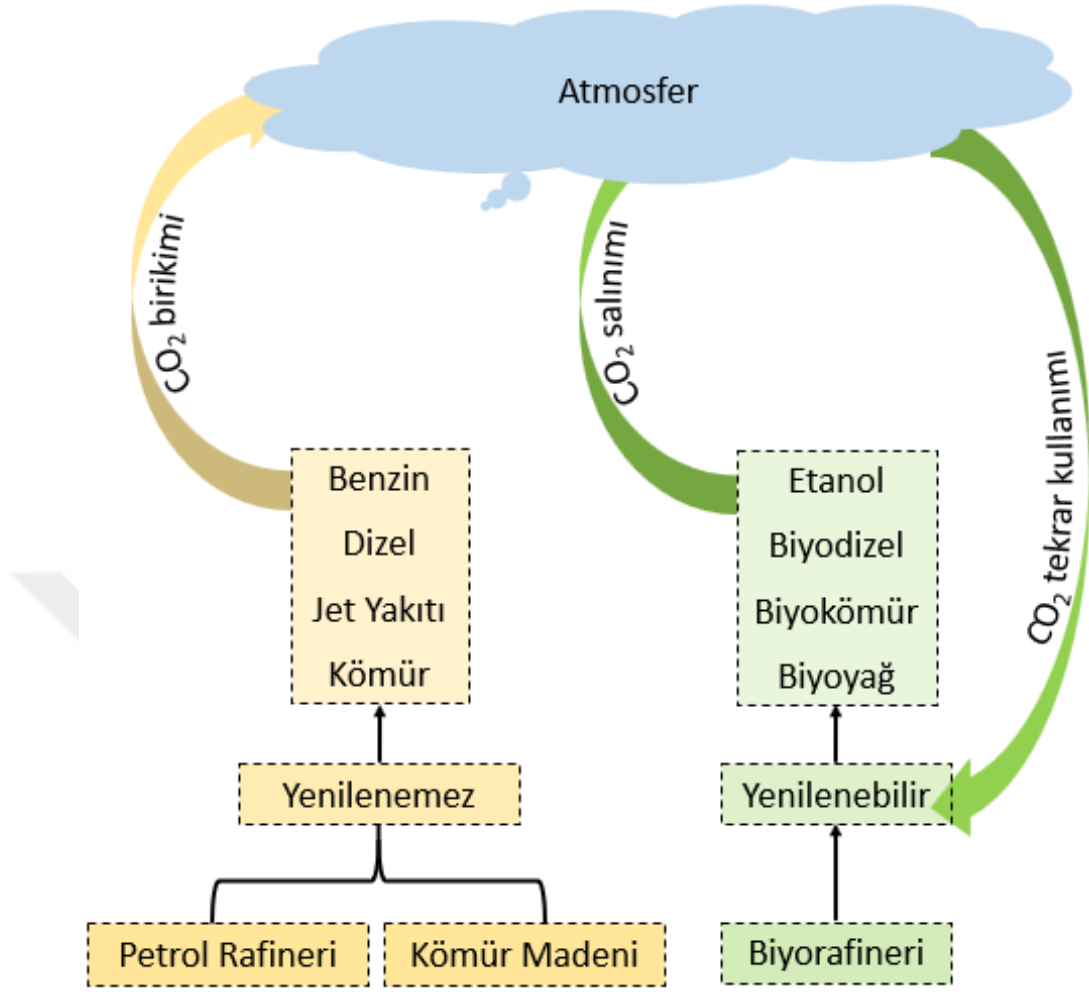 Atmosfer
CO₂ birikimi
CO₂ salınımı
CO₂ tekrar kullanımı
Benzin
Dizel
Jet Yakıtı
Kömür
Etanol
Biyodizel
Biyokömür
Biyoyağ
Yenilenemez
Yenilenebilir
Petrol Rafineri
Kömür Madeni
Biyorafineri